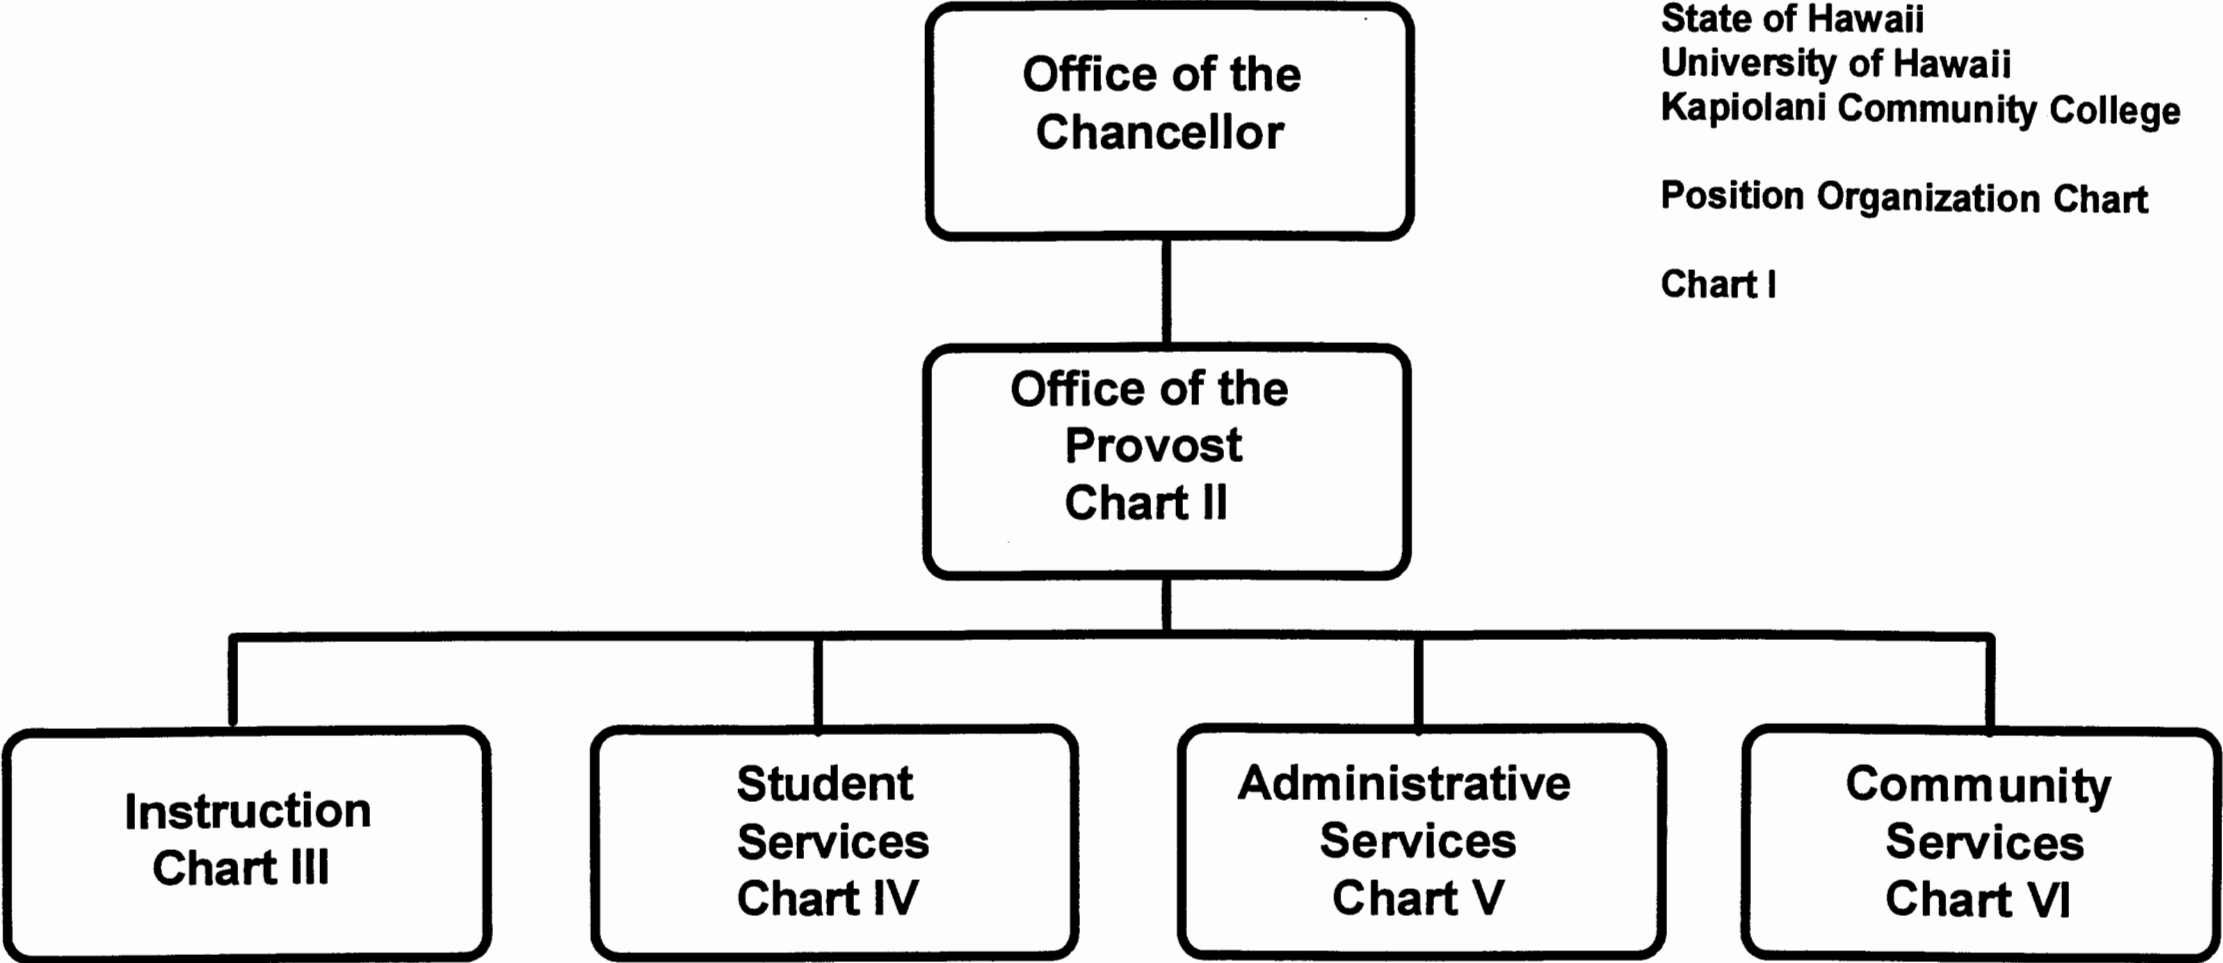 Office of the
Chancellor
State of Hawaii
University of Hawaii
Kapiolani Community College
Position Organization Chart
Chart I
Office of the
Provost
Chart II
Instruction
Chart III
Student
Services
Chart IV
Administrative
Services
Chart V
Community
Services
Chart VI